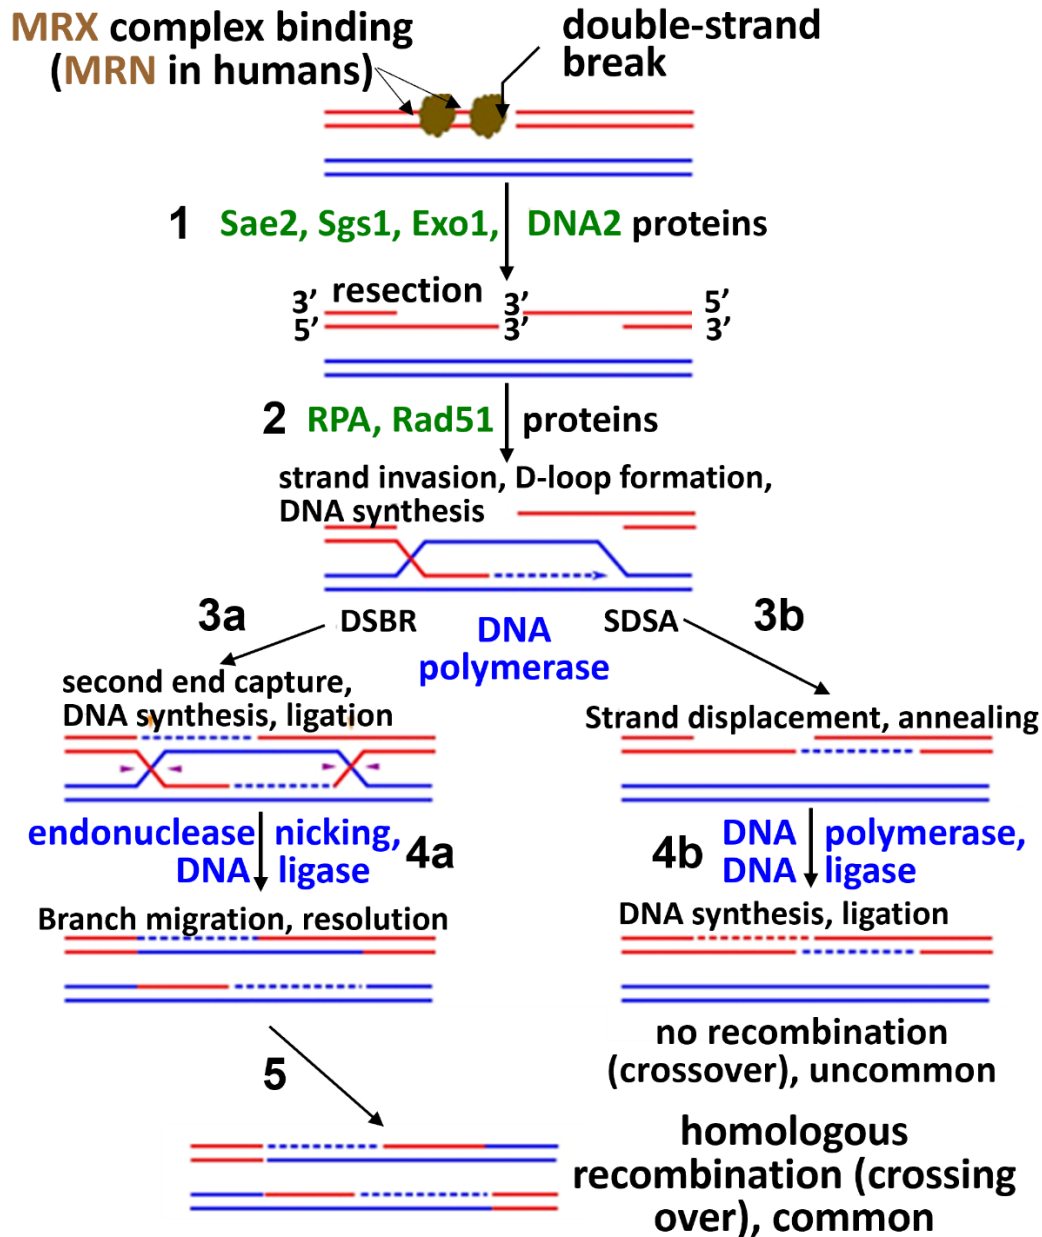 MRX complex binding
(MRN in humans)
double-strand
break
1 Sae2, Sgs1, Exo1, DNA2 proteins
3’ resection 3’ 5’
5’ 3’ 3’
2 RPA, Rad51 proteins
strand invasion, D-loop formation,
DNA synthesis
3a DSBR DNA SDSA 3b
polymerase
second end capture,
DNA synthesis, ligation
Strand displacement, annealing
endonuclease nicking, 4a
DNA ligase
4b DNA polymerase,
DNA ligase
Branch migration, resolution
DNA synthesis, ligation
no recombination
(crossover), uncommon
5
homologous
recombination (crossing
over), common